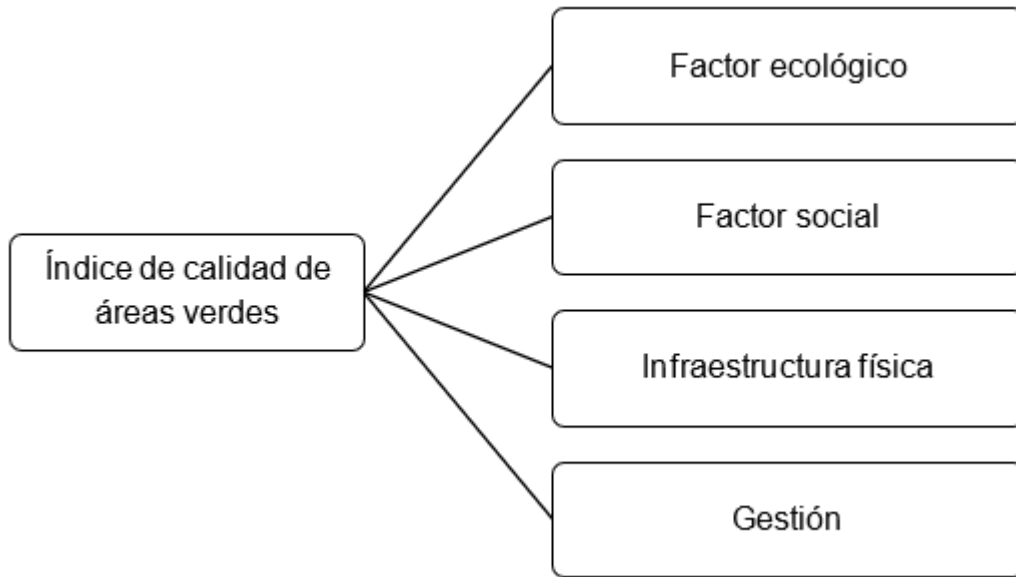 Índice de calidad de
áreas verdes
Factor ecológico
Factor social
Infraestructura física
Gestión